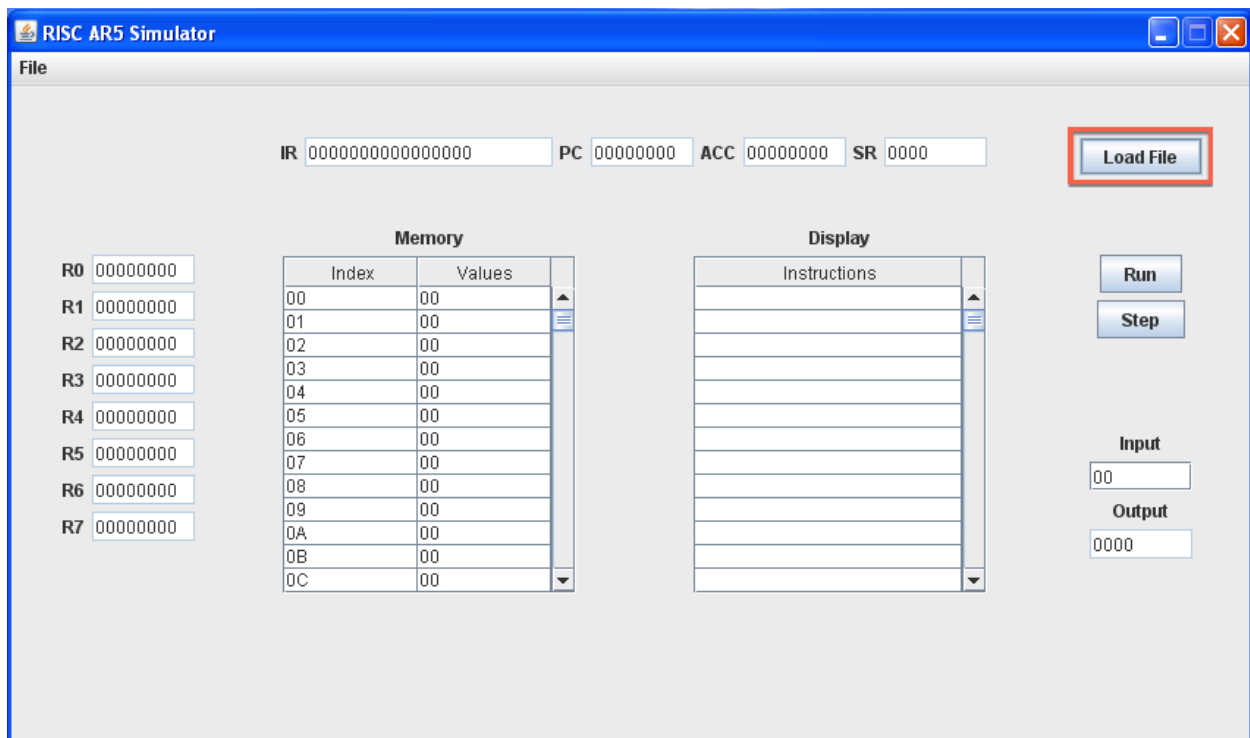 RISC AR5 Simulator
File
IR 0000000000000000 PC 00000000 ACC 00000000 SR 0000
Load File
Memory
Display
R0 00000000
R1 00000000
R2 00000000
R3 00000000
R4 00000000
R5 00000000
R6 00000000
R7 00000000
Index Values
00 00
01 00
02 00
03 00
04 00
05 00
06 00
07 00
08 00
09 00
0A 00
0B 00
0C 00
Instructions
Run
Step
Input
00
Output
0000